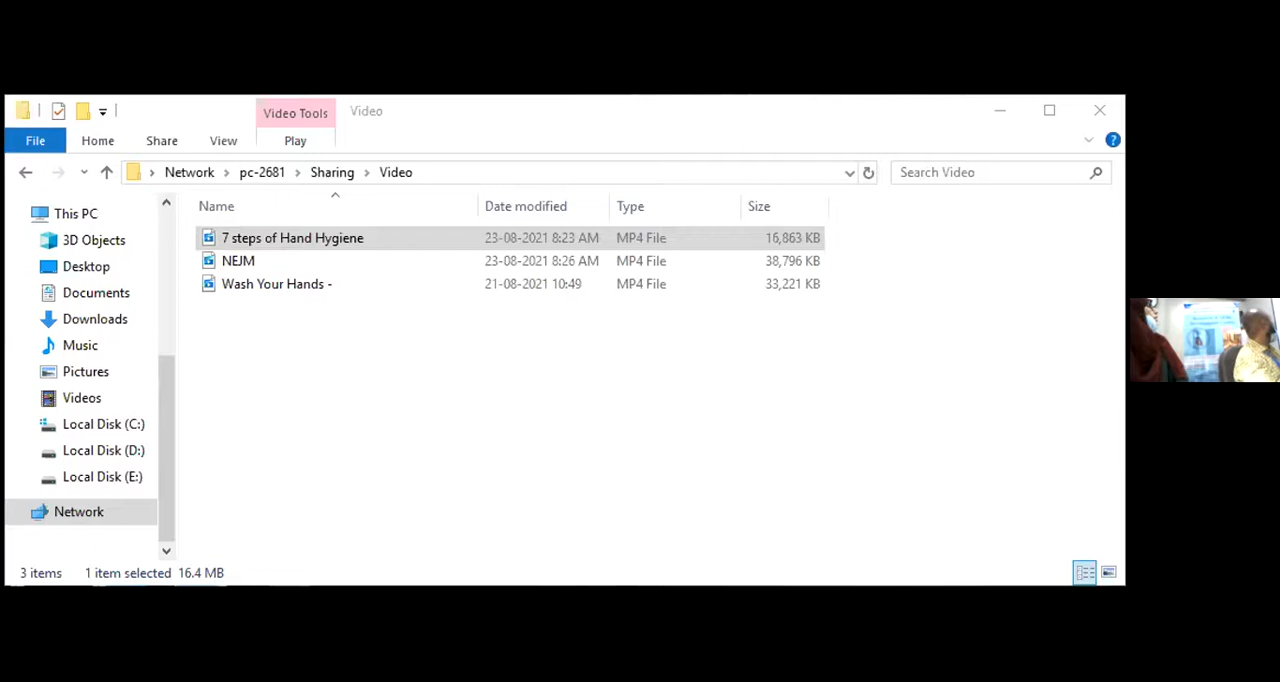 Video Tools Video
File Home Share View Play
Network pc-2681 Sharing Video Search Video
Name Date modified Type Size
This PC
3D Objects
Desktop
Documents
Downloads
Music
Pictures
Videos
Local Disk (C:)
Local Disk (D:)
Local Disk (E:)
Network
7 steps of Hand Hygiene 23-08-2021 8:23 AM MP4 File 16,863 KB
NEJM 23-08-2021 8:26 AM MP4 File 38,796 KB
Wash Your Hands - 21-08-2021 10:49 MP4 File 33,221 KB
3 items 1 item selected 16.4 MB